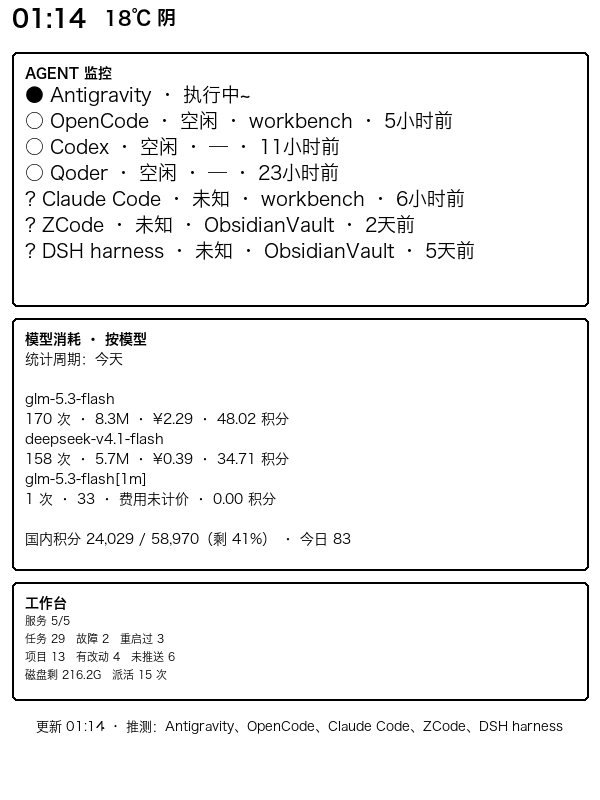 01:14 18℃ 阴
AGENT 监控
● Antigravity · 执行中~
○ OpenCode · 空闲 · workbench · 5小时前
○ Codex · 空闲 · — · 11小时前
○ Qoder · 空闲 · — · 23小时前
? Claude Code · 未知 · workbench · 6小时前
? ZCode · 未知 · ObsidianVault · 2天前
? DSH harness · 未知 · ObsidianVault · 5天前
模型消耗 · 按模型
统计周期：今天
glm-5.3-flash
170 次 · 8.3M · ¥2.29 · 48.02 积分
deepseek-v4.1-flash
158 次 · 5.7M · ¥0.39 · 34.71 积分
glm-5.3-flash[1m]
1 次 · 33 · 费用未计价 · 0.00 积分
国内积分 24,029 / 58,970（剩 41%） · 今日 83
工作台
服务 5/5
任务 29 故障 2 重启过 3
项目 13 有改动 4 未推送 6
磁盘剩 216.2G 派活 15 次
更新 01:14 · 推测：Antigravity、OpenCode、Claude Code、ZCode、DSH harness